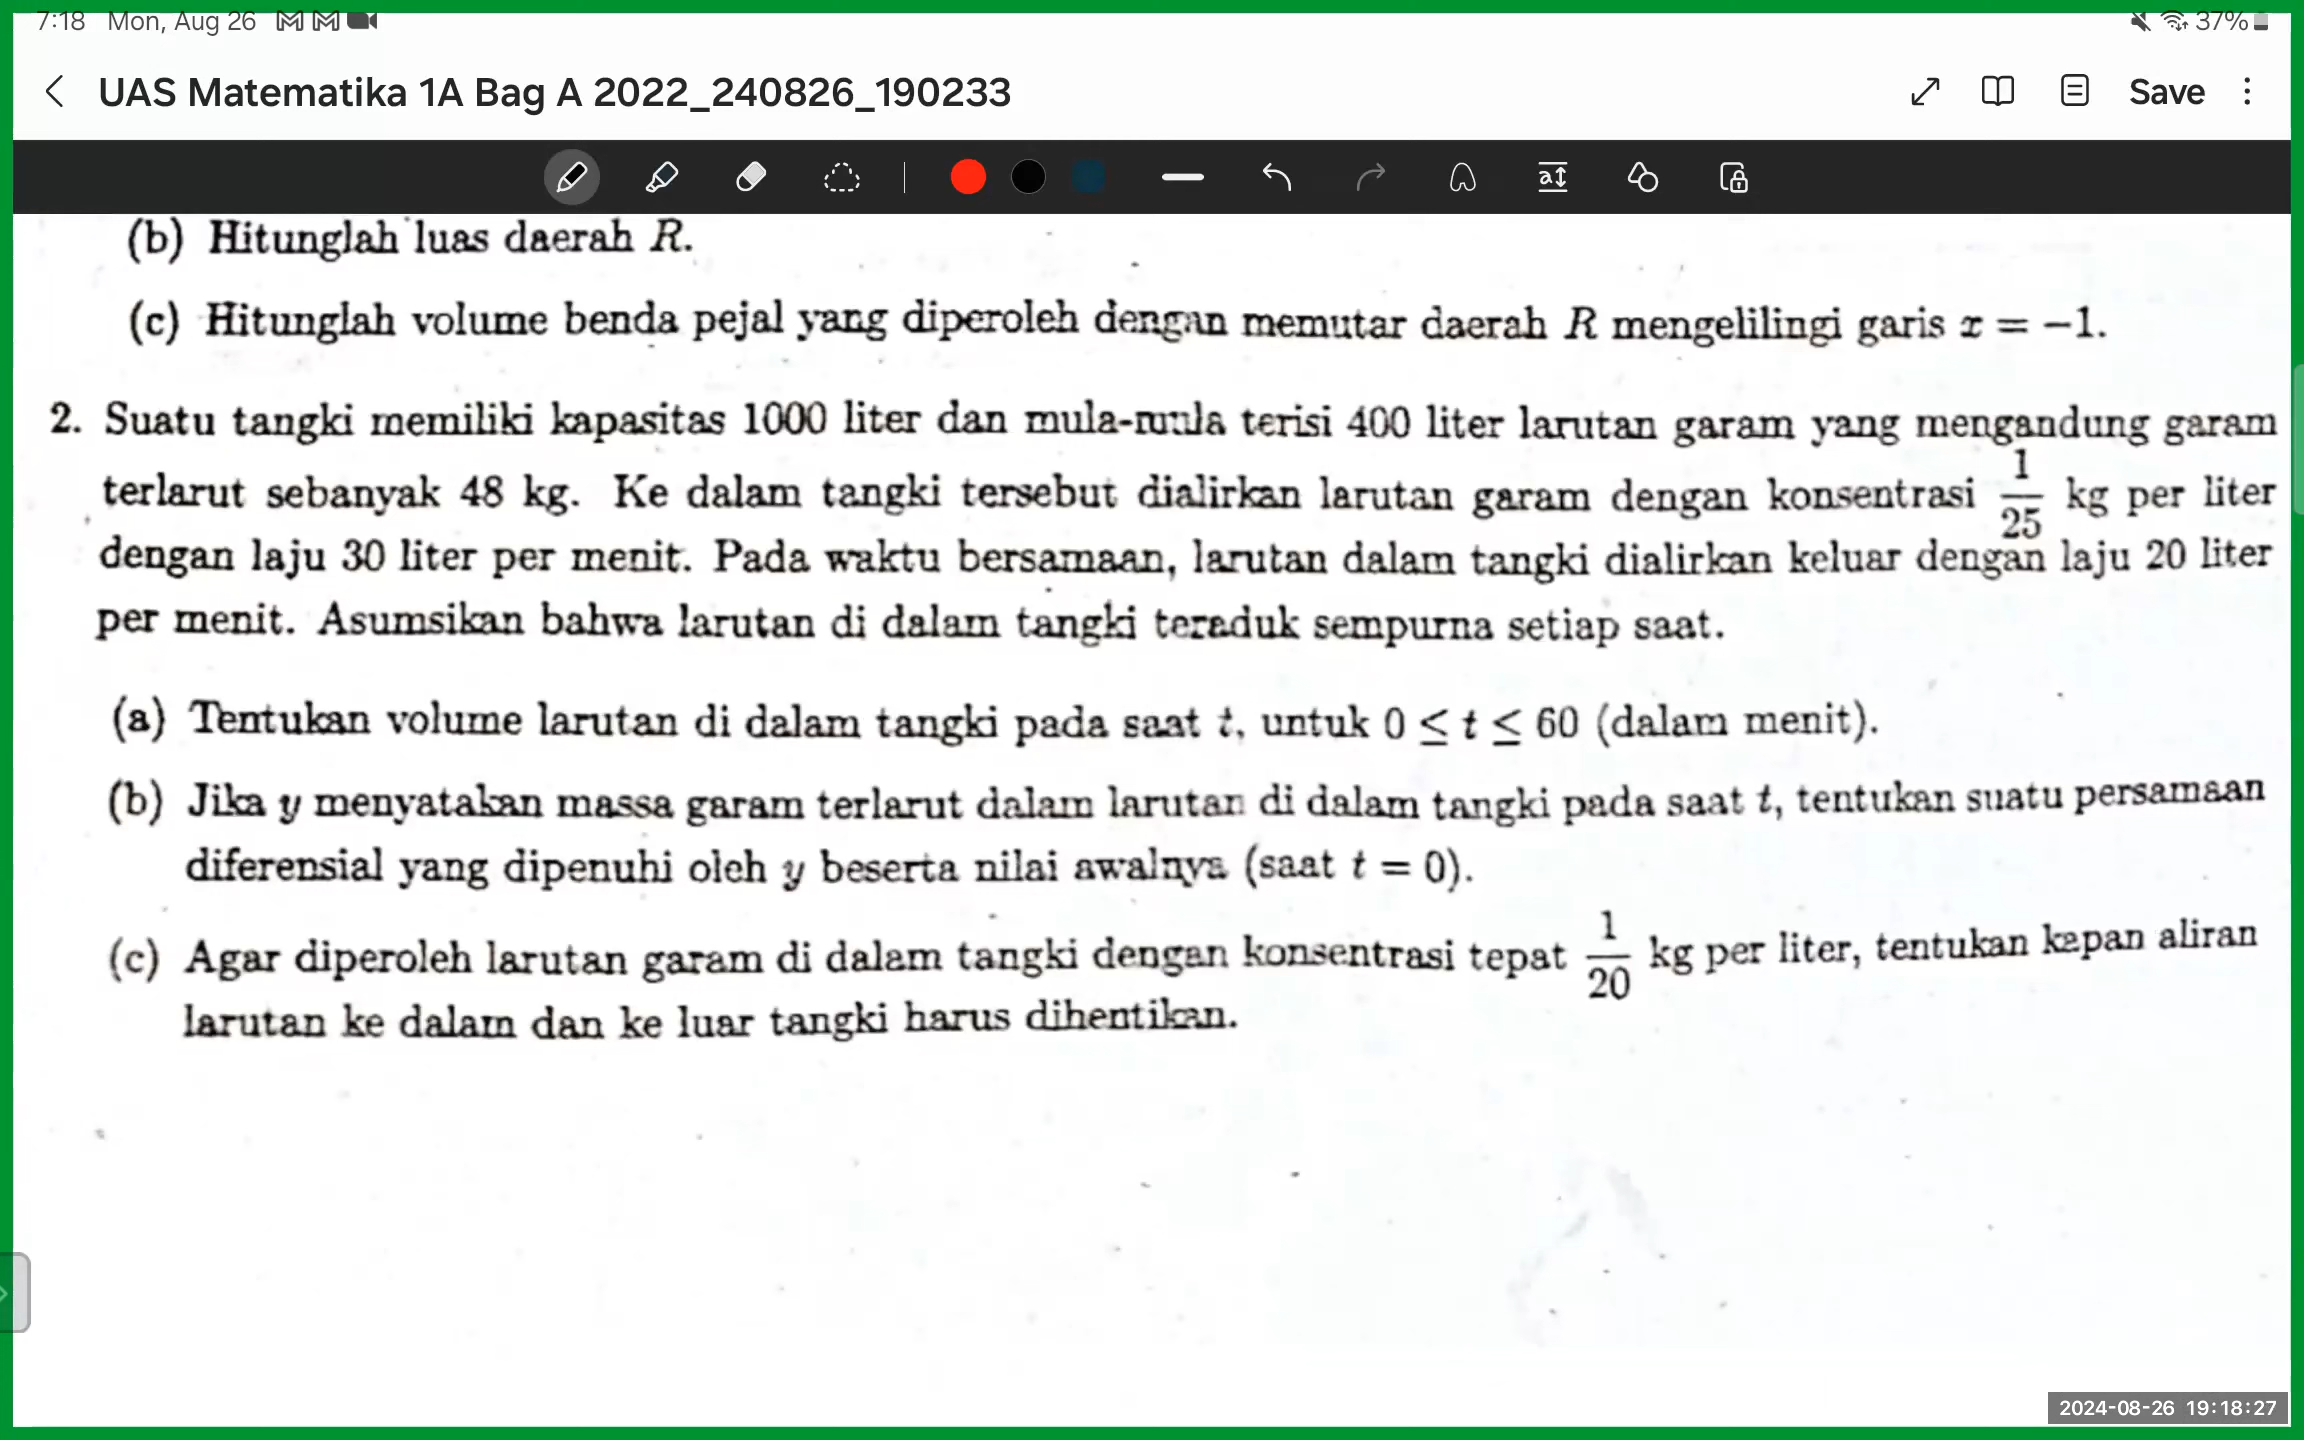 7:18 Mon, Aug 26 37%
UAS Matematika 1A Bag A 2022_240826_190233 Save
(b) Hitunglah luas daerah R.
(c) Hitunglah volume benda pejal yang diperoleh dengan memutar daerah R mengelilingi garis x = −1.
2. Suatu tangki memiliki kapasitas 1000 liter dan mula-mula terisi 400 liter larutan garam yang mengandung garam
terlarut sebanyak 48 kg. Ke dalam tangki tersebut dialirkan larutan garam dengan konsentrasi 1/25 kg per liter
dengan laju 30 liter per menit. Pada waktu bersamaan, larutan dalam tangki dialirkan keluar dengan laju 20 liter
per menit. Asumsikan bahwa larutan di dalam tangki teraduk sempurna setiap saat.
(a) Tentukan volume larutan di dalam tangki pada saat t, untuk 0 ≤ t ≤ 60 (dalam menit).
(b) Jika y menyatakan massa garam terlarut dalam larutan di dalam tangki pada saat t, tentukan suatu persamaan
diferensial yang dipenuhi oleh y beserta nilai awalnya (saat t = 0).
(c) Agar diperoleh larutan garam di dalam tangki dengan konsentrasi tepat 1/20 kg per liter, tentukan kapan aliran
larutan ke dalam dan ke luar tangki harus dihentikan.
2024-08-26 19:18:27